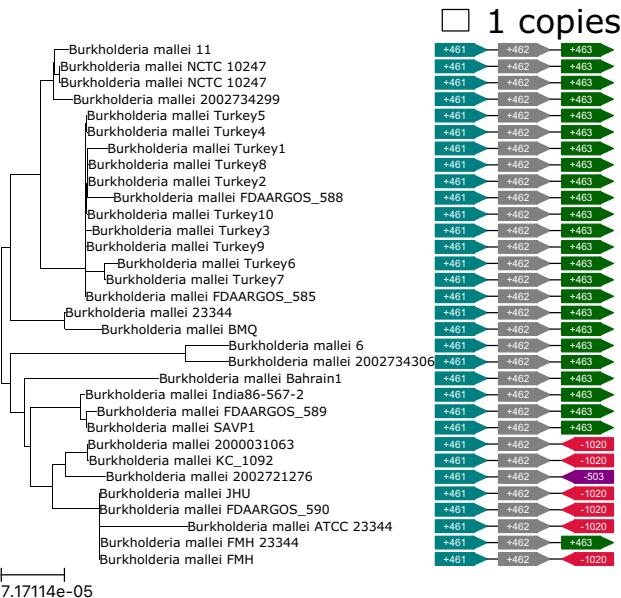 1 copies
Burkholderia mallei 11 +461 +462 +463
Burkholderia mallei NCTC 10247 +461 +462 +463
Burkholderia mallei NCTC 10247 +461 +462 +463
Burkholderia mallei 2002734299 +461 +462 +463
Burkholderia mallei Turkey5 +461 +462 +463
Burkholderia mallei Turkey4 +461 +462 +463
Burkholderia mallei Turkey1 +461 +462 +463
Burkholderia mallei Turkey8 +461 +462 +463
Burkholderia mallei Turkey2 +461 +462 +463
Burkholderia mallei FDAARGOS_588 +461 +462 +463
Burkholderia mallei Turkey10 +461 +462 +463
Burkholderia mallei Turkey3 +461 +462 +463
Burkholderia mallei Turkey9 +461 +462 +463
Burkholderia mallei Turkey6 +461 +462 +463
Burkholderia mallei Turkey7 +461 +462 +463
Burkholderia mallei FDAARGOS_585 +461 +462 +463
Burkholderia mallei 23344 +461 +462 +463
Burkholderia mallei BMQ +461 +462 +463
Burkholderia mallei 6 +461 +462 +463
Burkholderia mallei 2002734306 +461 +462 +463
Burkholderia mallei Bahrain1 +461 +462 +463
Burkholderia mallei India86-567-2 +461 +462 +463
Burkholderia mallei FDAARGOS_589 +461 +462 +463
Burkholderia mallei SAVP1 +461 +462 +463
Burkholderia mallei 2000031063 +461 +462 -1020
Burkholderia mallei KC_1092 +461 +462 -1020
Burkholderia mallei 2002721276 +461 +462 -503
Burkholderia mallei JHU +461 +462 -1020
Burkholderia mallei FDAARGOS_590 +461 +462 -1020
Burkholderia mallei ATCC 23344 +461 +462 -1020
Burkholderia mallei FMH 23344 +461 +462 +463
Burkholderia mallei FMH +461 +462 -1020
7.17114e-05